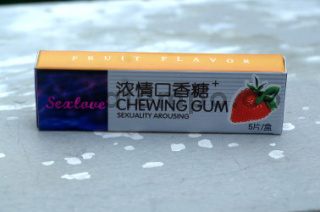 FRUIT FLAVOR
Sexlove
浓情口香糖+
CHEWING GUM
SEXUALITY AROUSING
5片/盒